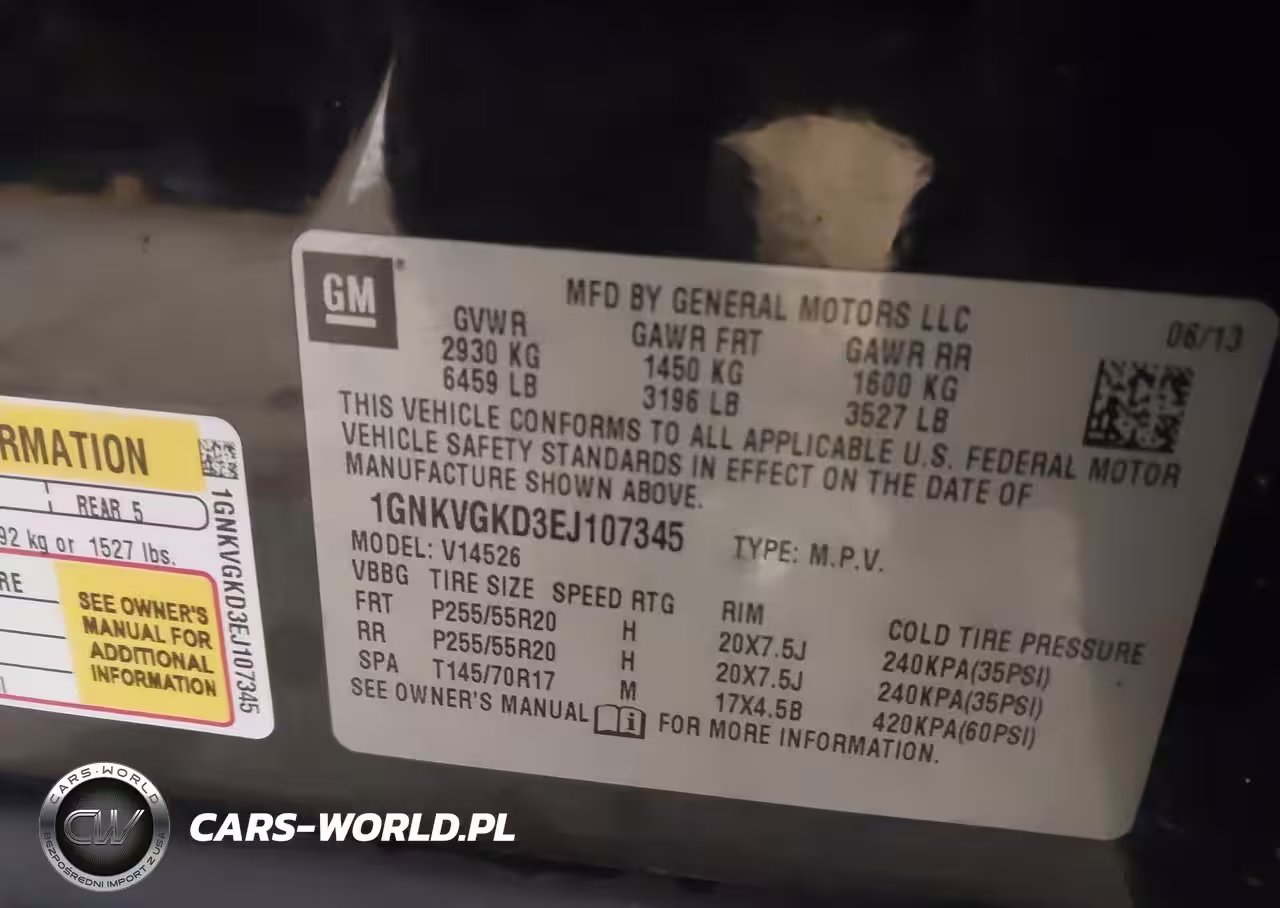 GM
MFD BY GENERAL MOTORS LLC
06/13
GVWR GAWR FRT GAWR RR
2930 KG 1450 KG 1600 KG
6459 LB 3196 LB 3527 LB
THIS VEHICLE CONFORMS TO ALL APPLICABLE U.S. FEDERAL MOTOR
VEHICLE SAFETY STANDARDS IN EFFECT ON THE DATE OF
MANUFACTURE SHOWN ABOVE.
1GNKVGKD3EJ107345 TYPE: M.P.V.
MODEL: V14526
VBBG TIRE SIZE SPEED RTG RIM COLD TIRE PRESSURE
FRT P255/55R20 H 20X7.5J 240KPA(35PSI)
RR P255/55R20 H 20X7.5J 240KPA(35PSI)
SPA T145/70R17 M 17X4.5B 420KPA(60PSI)
SEE OWNER'S MANUAL i FOR MORE INFORMATION.
RMATION
REAR 5
92 kg or 1527 lbs.
RE
SEE OWNER'S
MANUAL FOR
ADDITIONAL
INFORMATION
1GNKVGKD3EJ107345
CARS-WORLD
CW
BEZPOŚREDNI IMPORT Z USA
CARS-WORLD.PL